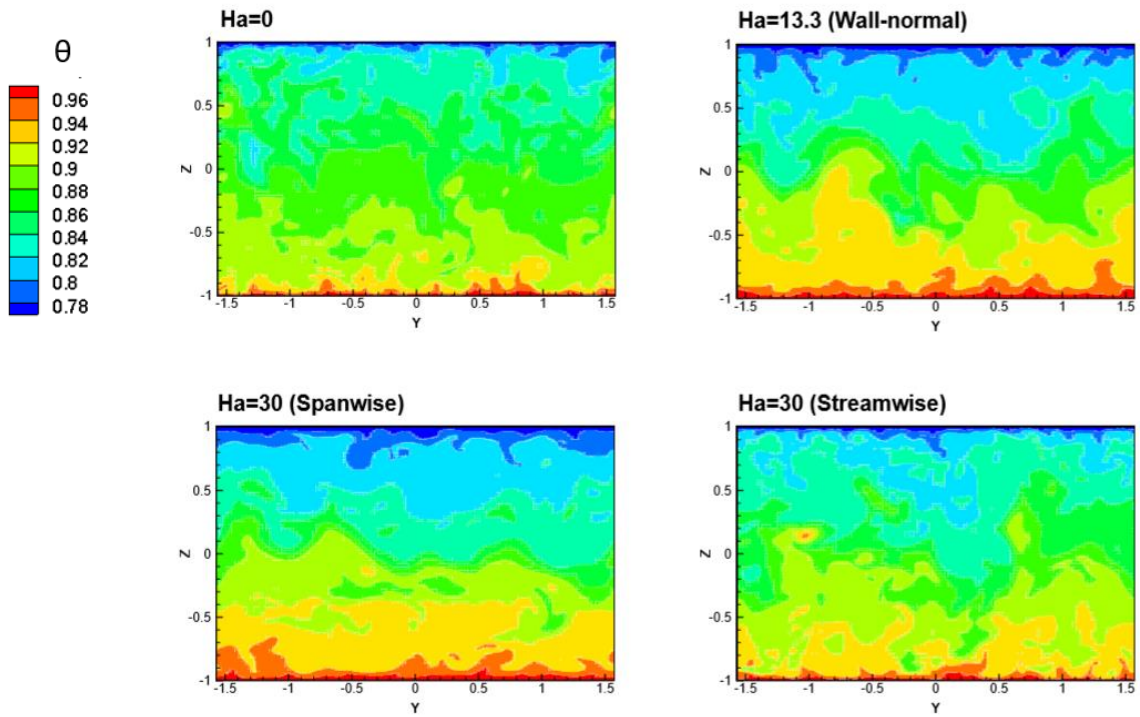 θ
0.96
0.94
0.92
0.9
0.88
0.86
0.84
0.82
0.8
0.78
Ha=0
1
0.5
0
-0.5
-1
Z
-1.5 -1 -0.5 0 0.5 1 1.5
Y
Ha=13.3 (Wall-normal)
1
0.5
0
-0.5
-1
Z
-1.5 -1 -0.5 0 0.5 1 1.5
Y
Ha=30 (Spanwise)
1
0.5
0
-0.5
-1
Z
-1.5 -1 -0.5 0 0.5 1 1.5
Y
Ha=30 (Streamwise)
1
0.5
0
-0.5
-1
Z
-1.5 -1 -0.5 0 0.5 1 1.5
Y